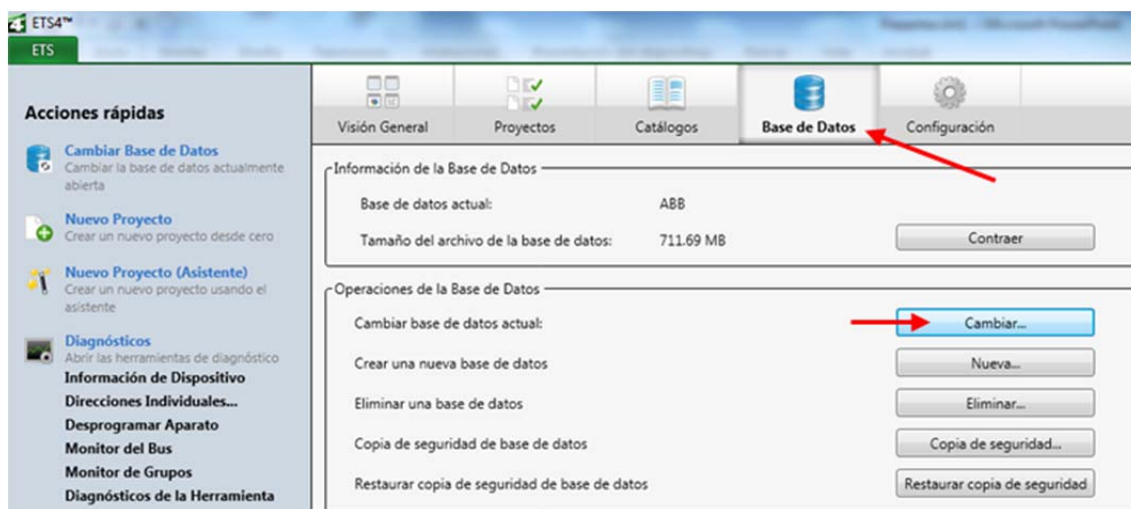 ETS4™
ETS
Acciones rápidas
Cambiar Base de Datos
Cambiar la base de datos actualmente
abierta
Nuevo Proyecto
Crear un nuevo proyecto desde cero
Nuevo Proyecto (Asistente)
Crear un nuevo proyecto usando el
asistente
Diagnósticos
Abrir las herramientas de diagnóstico
Información de Dispositivo
Direcciones Individuales...
Desprogramar Aparato
Monitor del Bus
Monitor de Grupos
Diagnósticos de la Herramienta
Visión General
Proyectos
Catálogos
Base de Datos
Configuración
Información de la Base de Datos
Base de datos actual: ABB
Tamaño del archivo de la base de datos: 711.69 MB Contraer
Operaciones de la Base de Datos
Cambiar base de datos actual: Cambiar...
Crear una nueva base de datos Nueva...
Eliminar una base de datos Eliminar...
Copia de seguridad de base de datos Copia de seguridad...
Restaurar copia de seguridad de base de datos Restaurar copia de seguridad